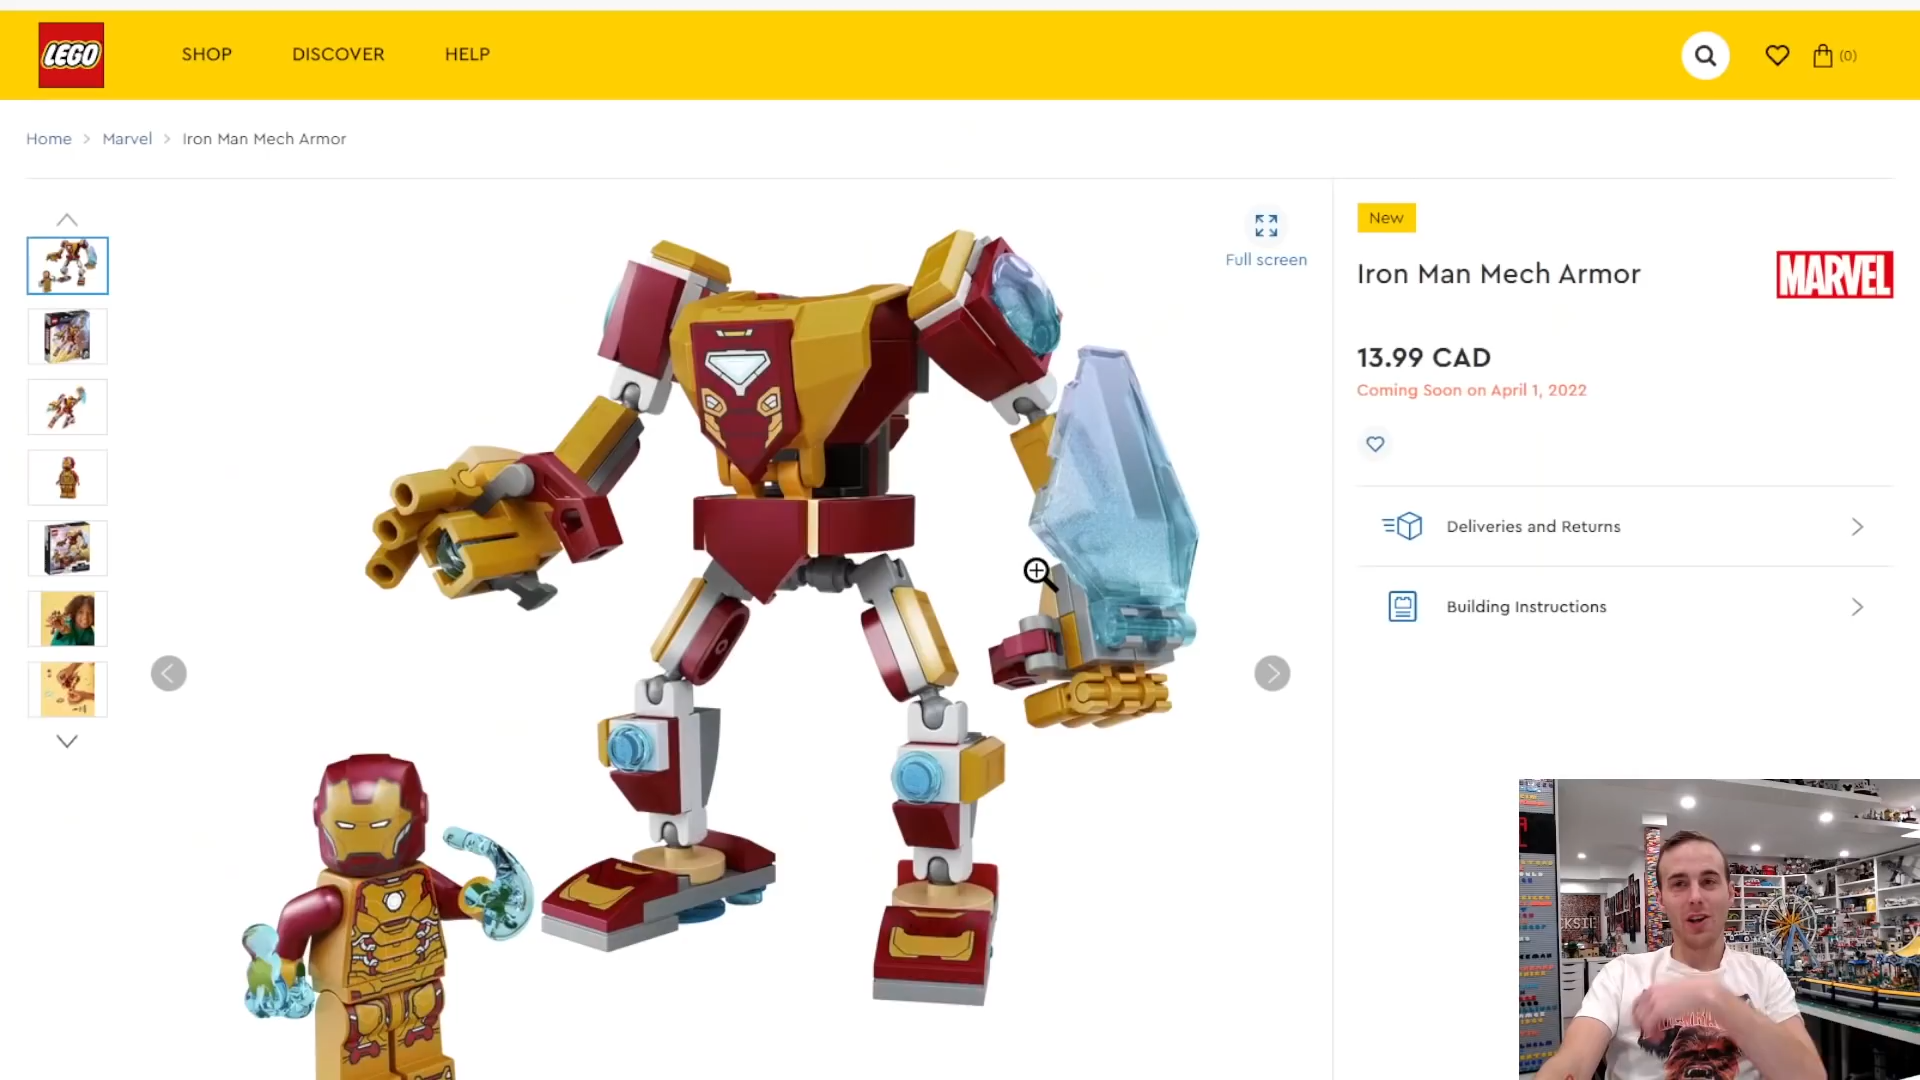 LEGO
SHOP
DISCOVER
HELP
(0)
Home
Marvel
Iron Man Mech Armor
Full screen
New
Iron Man Mech Armor
MARVEL
13.99 CAD
Coming Soon on April 1, 2022
Deliveries and Returns
Building Instructions